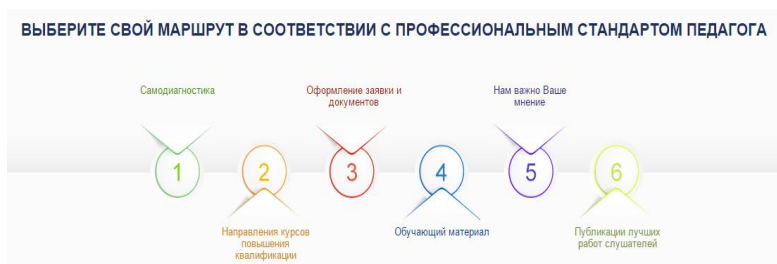 ВЫБЕРИТЕ СВОЙ МАРШРУТ В СООТВЕТСТВИИ С ПРОФЕССИОНАЛЬНЫМ СТАНДАРТОМ ПЕДАГОГА
Самодиагностика
Оформление заявки и
документов
Нам важно Ваше
мнение
1
2
3
4
5
6
Направления курсов
повышения
квалификации
Обучающий материал
Публикации лучших
работ слушателей